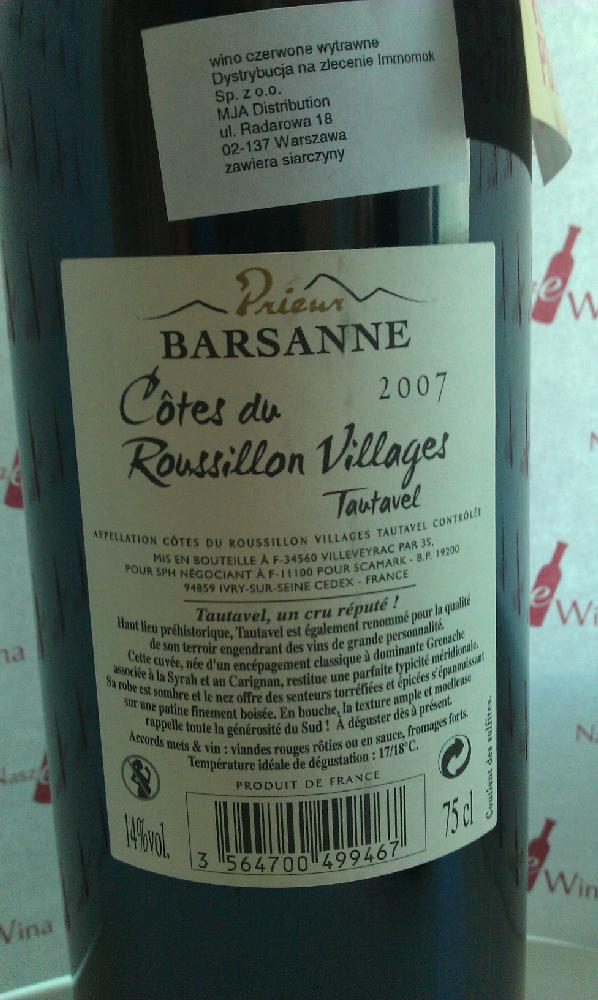 wino czerwone wytrawne
Dystrybucja na zlecenie Immomok
Sp. z o.o.
MJA Distribution
ul. Radarowa 18
02-137 Warszawa
zawiera siarczyny
Prieur
BARSANNE
2007
Côtes du
Roussillon Villages
Tautavel
APPELLATION CÔTES DU ROUSSILLON VILLAGES TAUTAVEL CONTRÔLÉE
MIS EN BOUTEILLE À F-34560 VILLEVEYRAC PAR 3S,
POUR SPH NÉGOCIANT À F-11100 POUR SCAMARK - B.P. 19200
94859 IVRY-SUR-SEINE CEDEX - FRANCE
Tautavel, un cru réputé !
Haut lieu préhistorique, Tautavel est également renommé pour la qualité
de son terroir engendrant des vins de grande personnalité.
Cette cuvée, née d'un encépagement classique à dominante Grenache
associée à la Syrah et au Carignan, restitue une parfaite typicité méridionale.
Sa robe est sombre et le nez offre des senteurs torréfiées et épicées s'épanouissant
sur une patine finement boisée. En bouche, la texture ample et moelleuse
rappelle toute la générosité du Sud ! A déguster dès à présent.
Accords mets & vin : viandes rouges rôties ou en sauce, fromages forts.
Température idéale de dégustation : 17/18°C.
PRODUIT DE FRANCE
Contient des sulfites.
14%vol.
75 cl
3 564700 499467
Wina